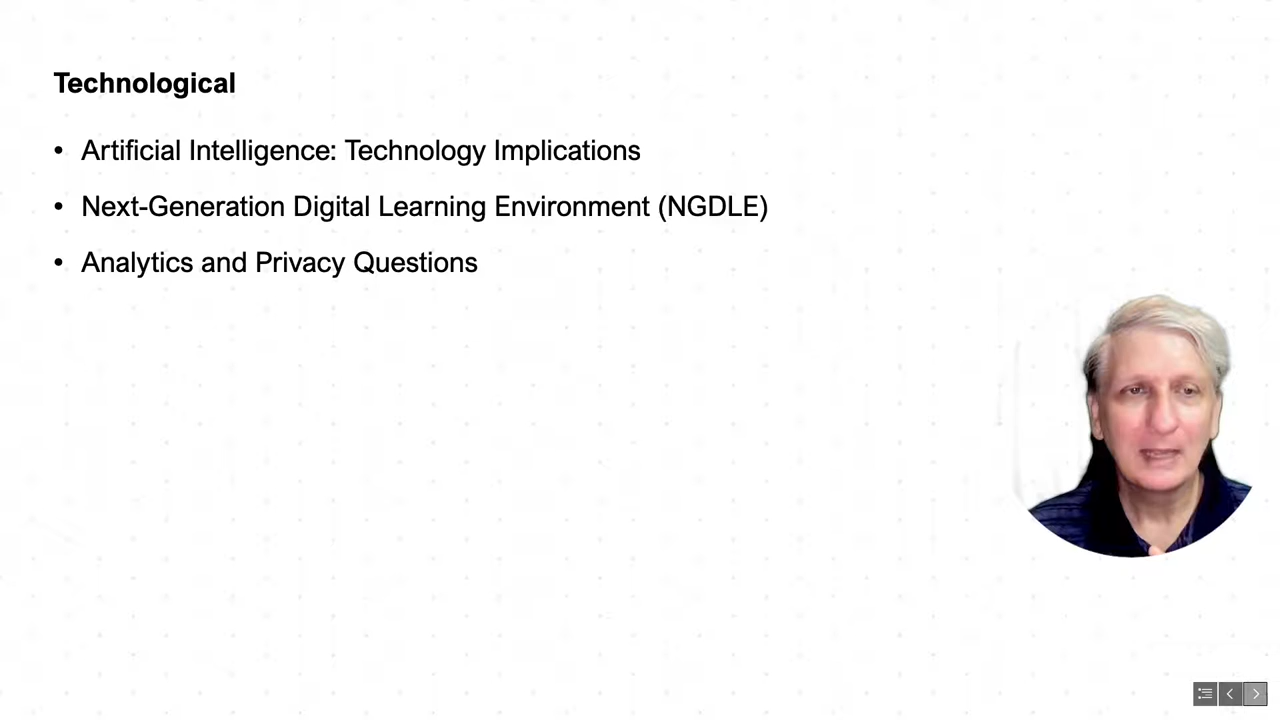 Technological
• Artificial Intelligence: Technology Implications
• Next-Generation Digital Learning Environment (NGDLE)
• Analytics and Privacy Questions